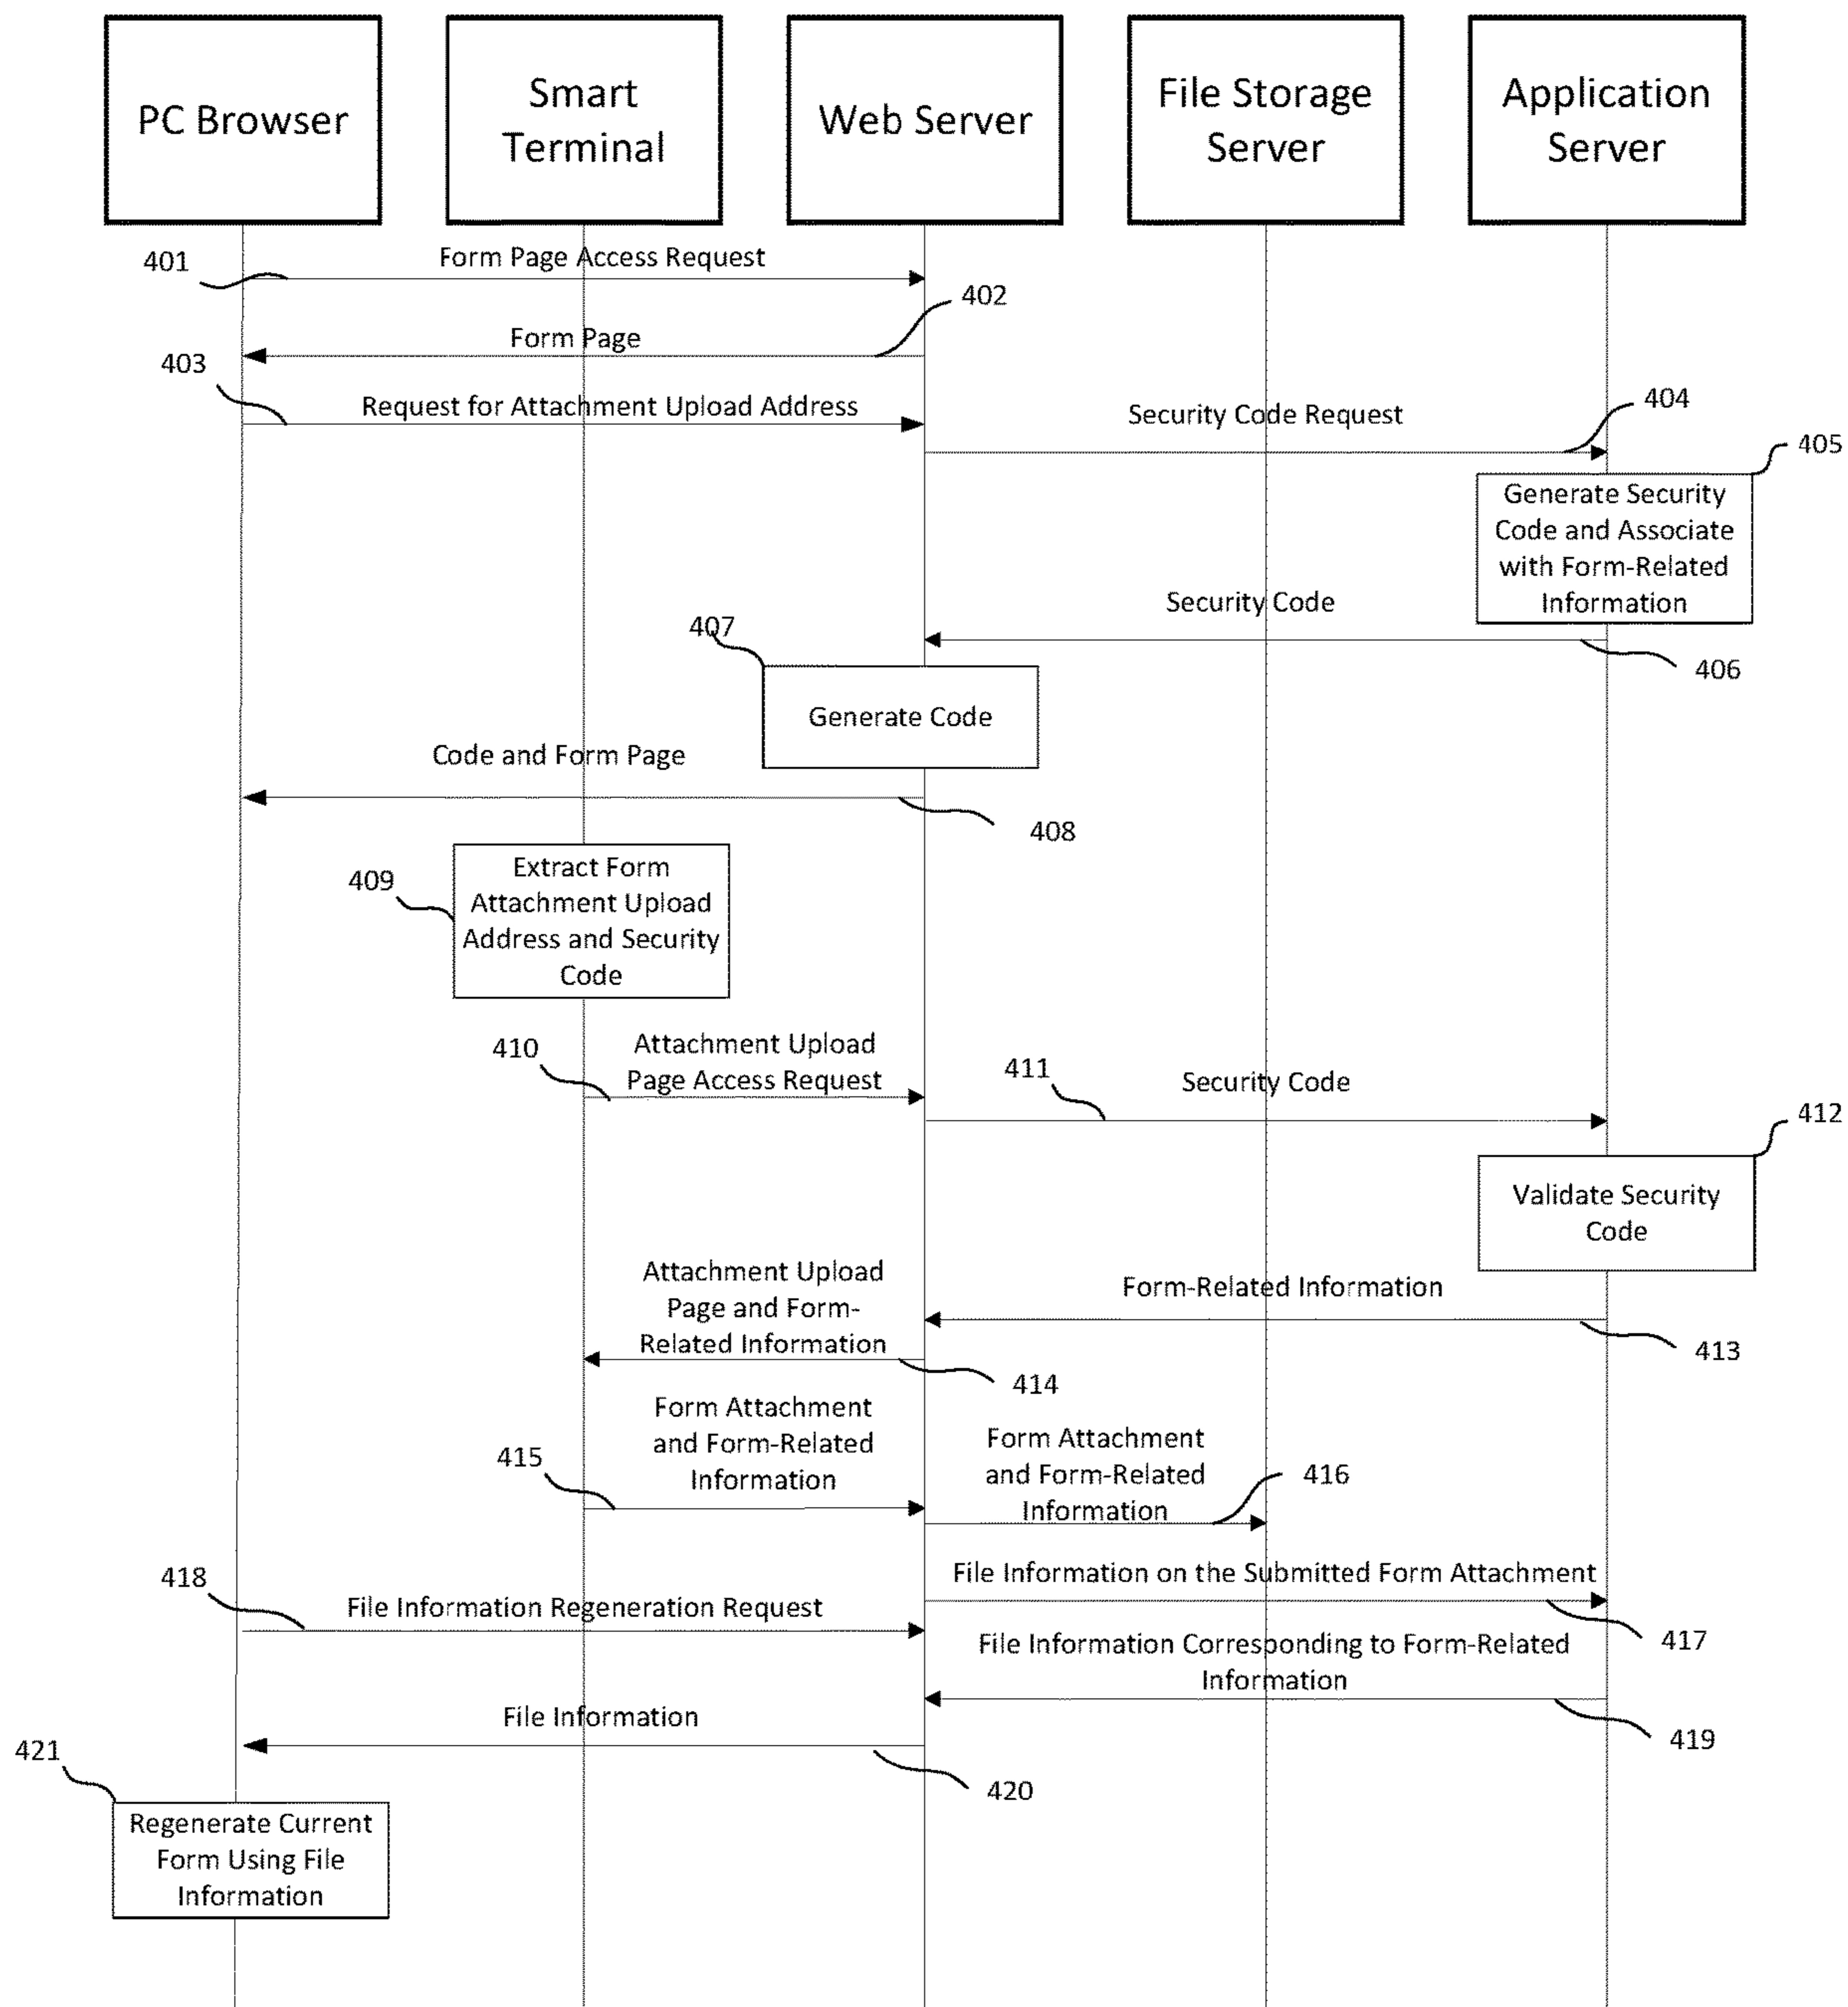 PC Browser
Smart
Terminal
Web Server
File Storage
Server
Application
Server
401
Form Page Access Request
402
Form Page
403
Request for Attachment Upload Address
Security Code Request
404
405
Generate Security
Code and Associate
with Form-Related
Information
Security Code
406
407
Generate Code
Code and Form Page
408
409
Extract Form
Attachment Upload
Address and Security
Code
410
Attachment Upload
Page Access Request
411
Security Code
412
Validate Security
Code
Form-Related Information
413
Attachment Upload
Page and Form-
Related Information
414
Form Attachment
and Form-Related
Information
415
Form Attachment
and Form-Related
Information
416
File Information on the Submitted Form Attachment
417
418
File Information Regeneration Request
File Information Corresponding to Form-Related
Information
419
File Information
420
421
Regenerate Current
Form Using File
Information